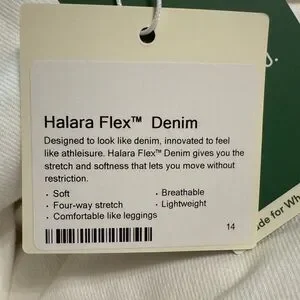 Halara Flex™ Denim
Designed to look like denim, innovated to feel
like athleisure. Halara Flex™ Denim gives you the
stretch and softness that lets you move without
restriction.
· Soft · Breathable
· Four-way stretch · Lightweight
· Comfortable like leggings
14
for